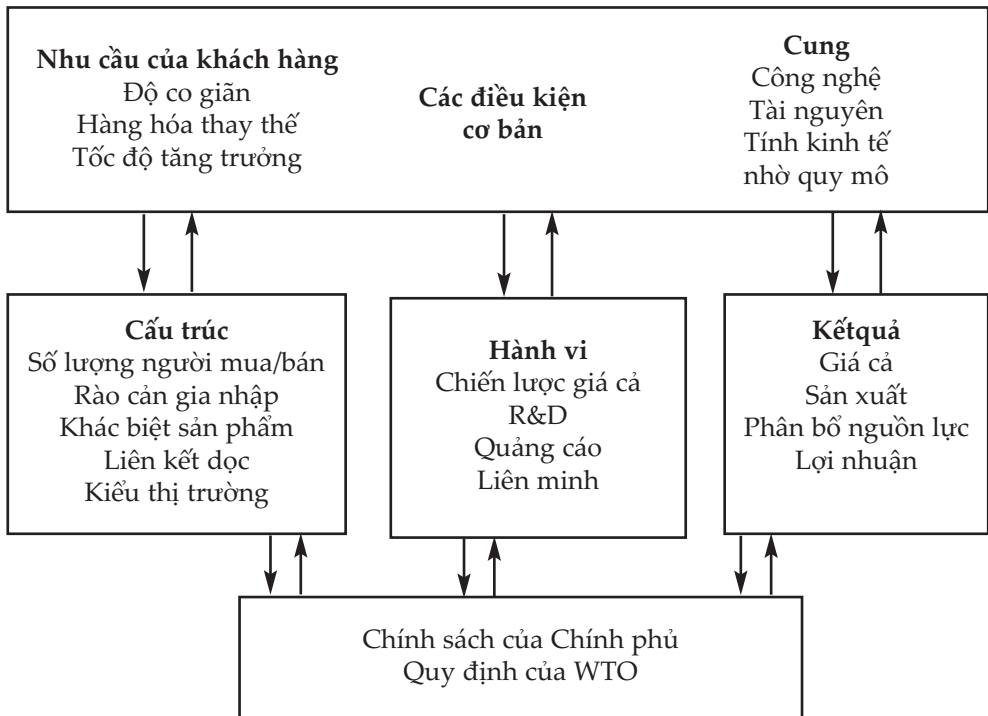 Nhu cầu của khách hàng
Độ co giãn
Hàng hóa thay thế
Tốc độ tăng trưởng
Các điều kiện
cơ bản
Cung
Công nghệ
Tài nguyên
Tính kinh tế
nhờ quy mô
Cấu trúc
Số lượng người mua/bán
Rào cản gia nhập
Khác biệt sản phẩm
Liên kết dọc
Kiểu thị trường
Hành vi
Chiến lược giá cả
R&D
Quảng cáo
Liên minh
Kếtquả
Giá cả
Sản xuất
Phân bổ nguồn lực
Lợi nhuận
Chính sách của Chính phủ
Quy định của WTO